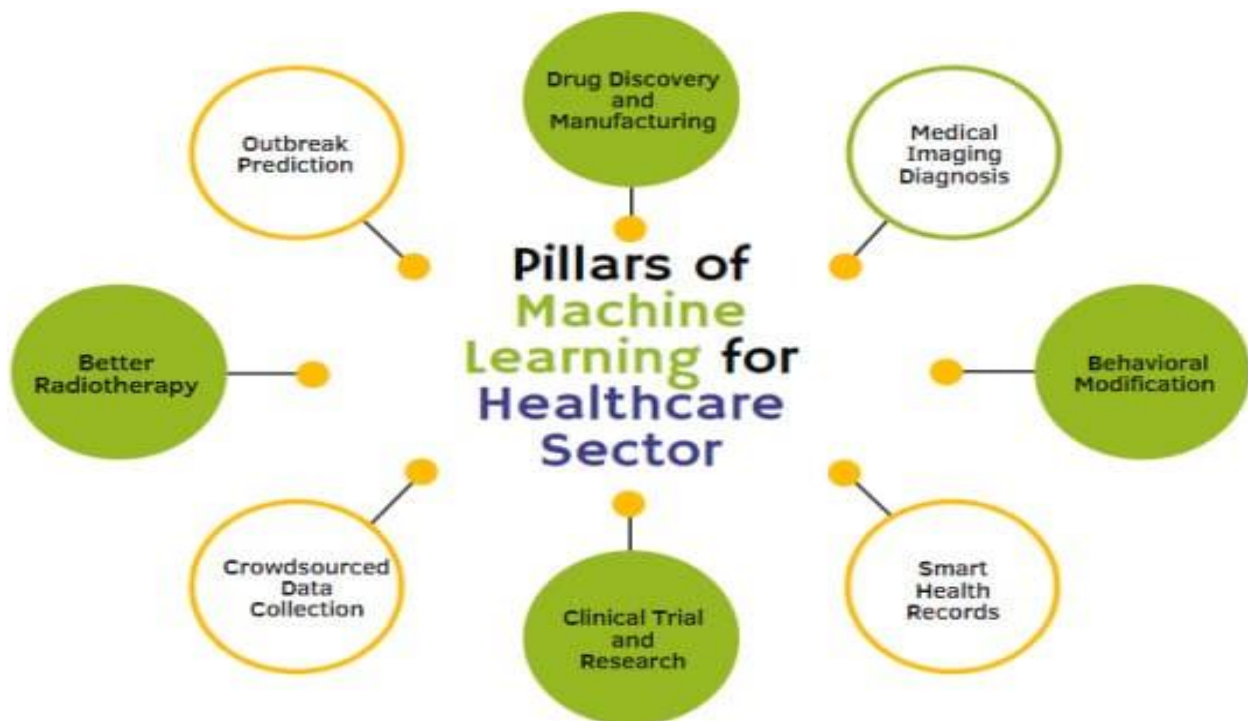 Drug Discovery
and
Manufacturing
Outbreak
Prediction
Medical
Imaging
Diagnosis
Pillars of
Machine
Learning for
Healthcare
Sector
Better
Radiotherapy
Behavioral
Modification
Crowdsourced
Data
Collection
Clinical Trial
and
Research
Smart
Health
Records